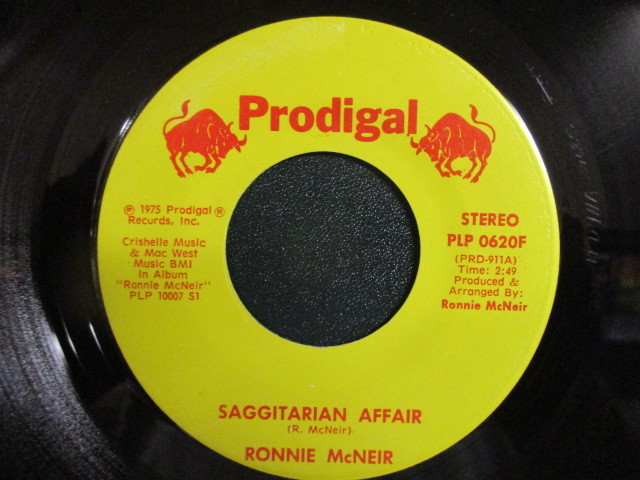 Prodigal
℗ 1975 Prodigal ®
Records, Inc.
Crishelle Music
& Mac West
Music BMI
In Album
"Ronnie McNeir"
PLP 10007 S1
STEREO
PLP 0620F
(PRD-911A)
Time: 2:49
Produced &
Arranged By:
Ronnie McNeir
SAGGITARIAN AFFAIR
(R. McNeir)
RONNIE McNEIR